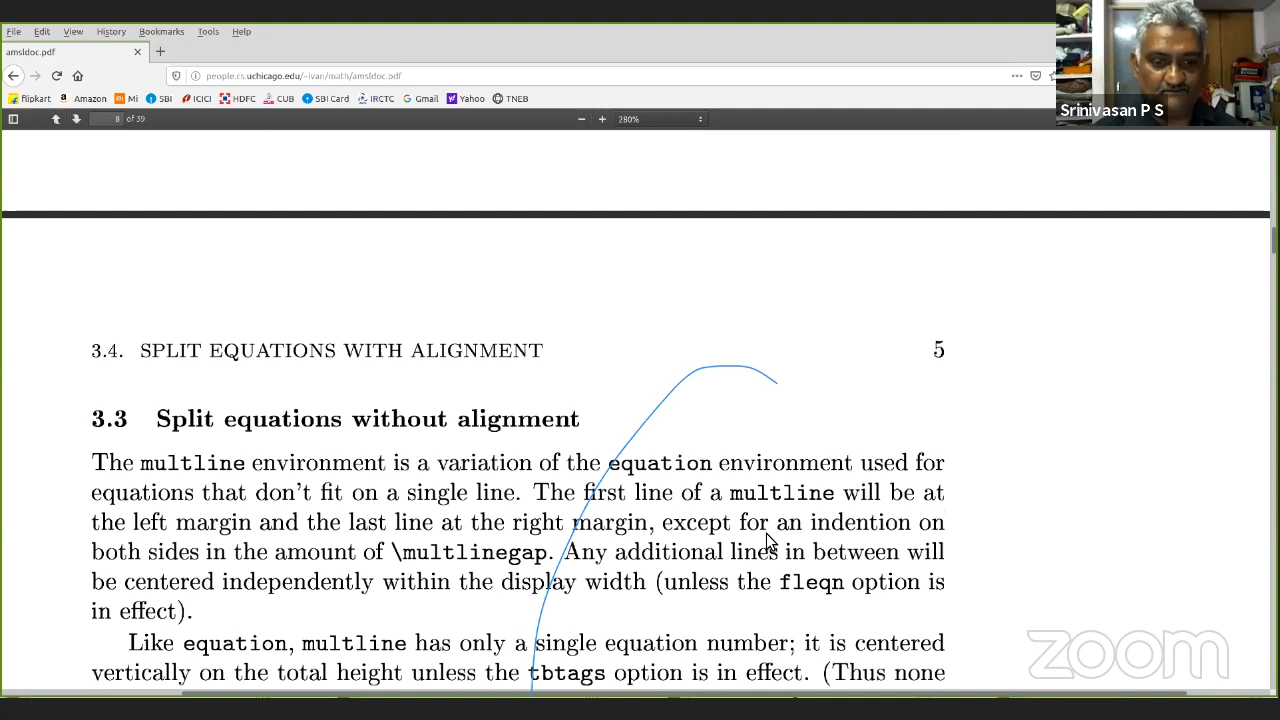 File Edit View History Bookmarks Tools Help
amsldoc.pdf
people.cs.uchicago.edu/~ivan/math/amsldoc.pdf
flipkart Amazon Mi SBI ICICI HDFC CUB SBI Card IRCTC Gmail Yahoo TNEB
8 of 39
280%
Srinivasan P S
3.4. SPLIT EQUATIONS WITH ALIGNMENT 5
3.3 Split equations without alignment
The multline environment is a variation of the equation environment used for
equations that don't fit on a single line. The first line of a multline will be at
the left margin and the last line at the right margin, except for an indention on
both sides in the amount of \multlinegap. Any additional lines in between will
be centered independently within the display width (unless the fleqn option is
in effect).
Like equation, multline has only a single equation number; it is centered
vertically on the total height unless the tbtags option is in effect. (Thus none
zoom